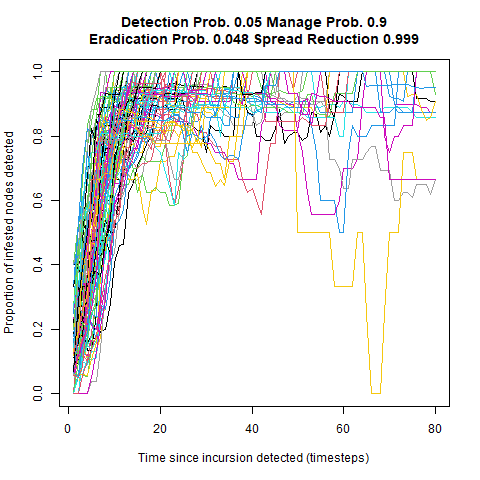 Detection Prob. 0.05 Manage Prob. 0.9
Eradication Prob. 0.048 Spread Reduction 0.999
Proportion of infested nodes detected
1.0
0.8
0.6
0.4
0.2
0.0
0 20 40 60 80
Time since incursion detected (timesteps)